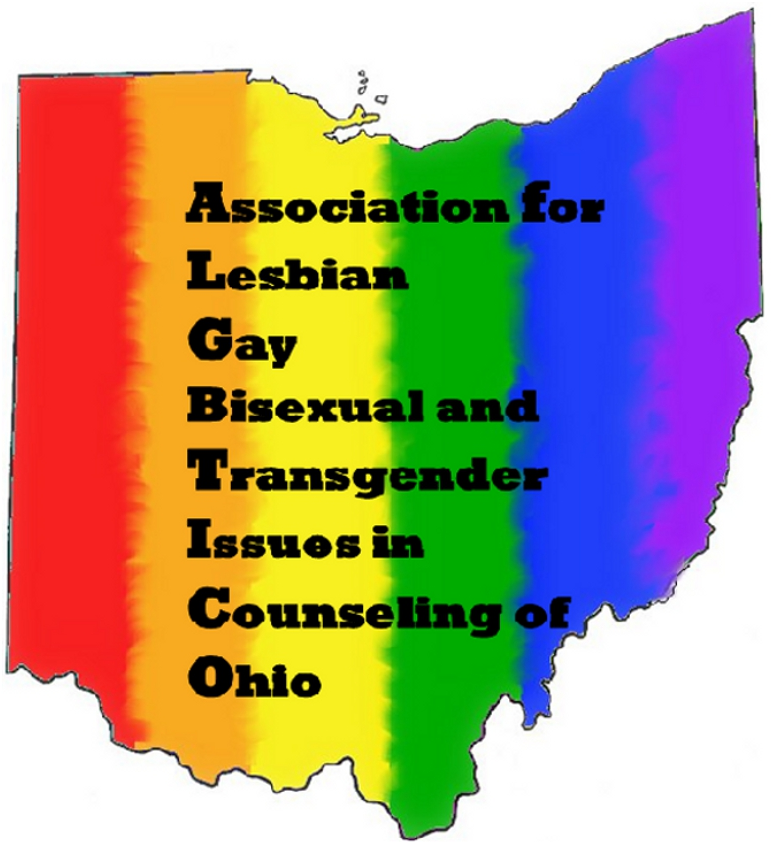 Association for
Lesbian
Gay
Bisexual and
Transgender
Issues in
Counseling of
Ohio